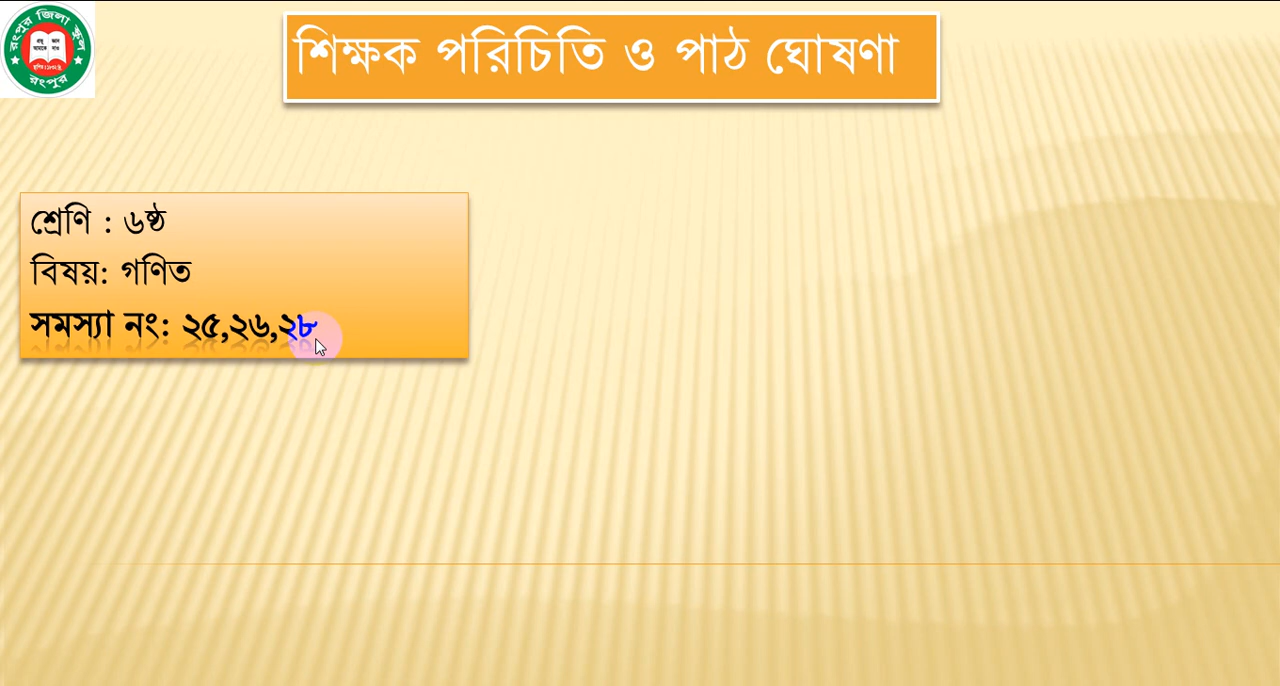 রংপুর জিলা স্কুল
রংপুর
শিক্ষক পরিচিতি ও পাঠ ঘোষণা
শ্রেণি : ৬ষ্ঠ
বিষয়: গণিত
সমস্যা নং: ২৫,২৬,২৮